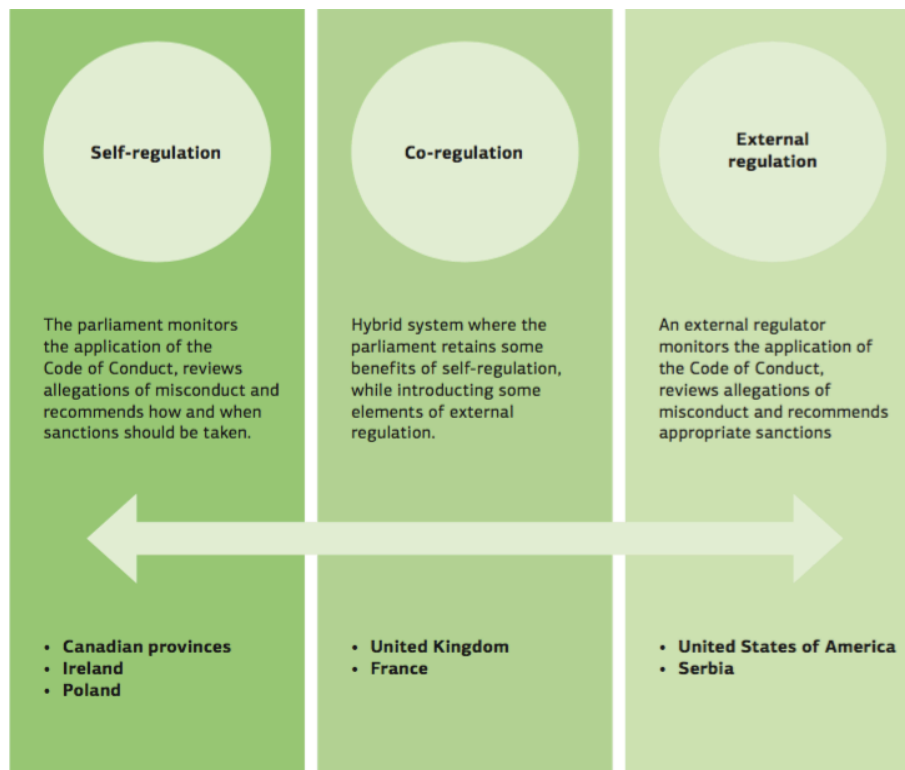 Self-regulation
The parliament monitors
the application of the
Code of Conduct, reviews
allegations of misconduct and
recommends how and when
sanctions should be taken.
• Canadian provinces
• Ireland
• Poland
Co-regulation
Hybrid system where the
parliament retains some
benefits of self-regulation,
while introducting some
elements of external
regulation.
• United Kingdom
• France
External
regulation
An external regulator
monitors the application of
the Code of Conduct,
reviews allegations of
misconduct and recommends
appropriate sanctions
• United States of America
• Serbia